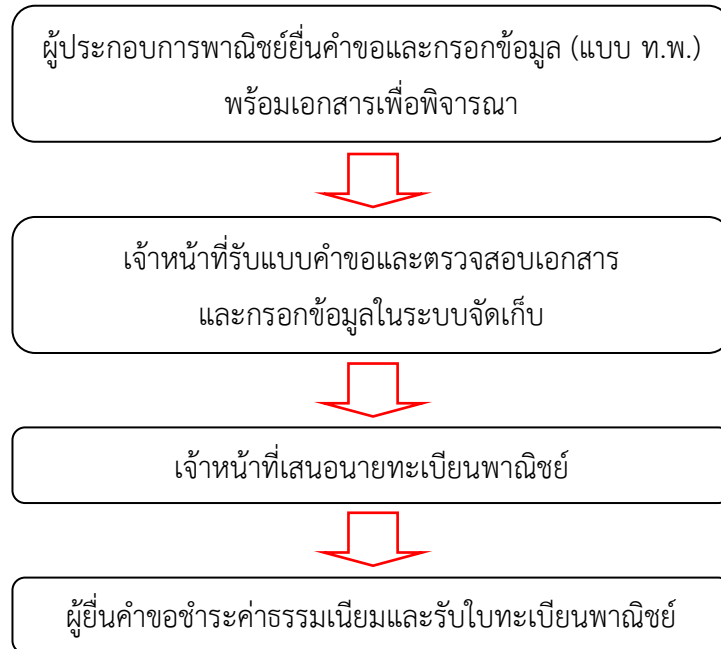 ผู้ประกอบการพาณิชย์ยื่นคำขอและกรอกข้อมูล (แบบ ท.พ.)
พร้อมเอกสารเพื่อพิจารณา
เจ้าหน้าที่รับแบบคำขอและตรวจสอบเอกสาร
และกรอกข้อมูลในระบบจัดเก็บ
เจ้าหน้าที่เสนอนายทะเบียนพาณิชย์
ผู้ยื่นคำขอชำระค่าธรรมเนียมและรับใบทะเบียนพาณิชย์